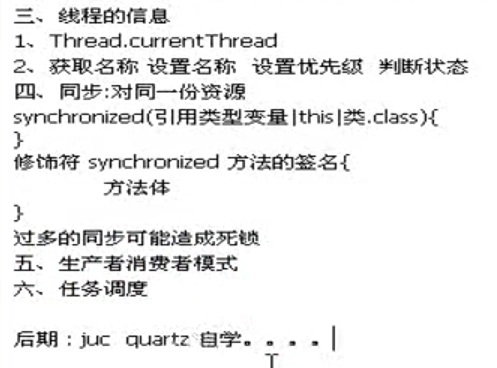 三、线程的信息
1、Thread.currentThread
2、获取名称 设置名称 设置优先级 判断状态
四、同步:对同一份资源
synchronized(引用类型变量|this|类.class){
}
修饰符 synchronized 方法的签名{
方法体
}
过多的同步可能造成死锁
五、生产者消费者模式
六、任务调度
后期：juc quartz 自学。。。。